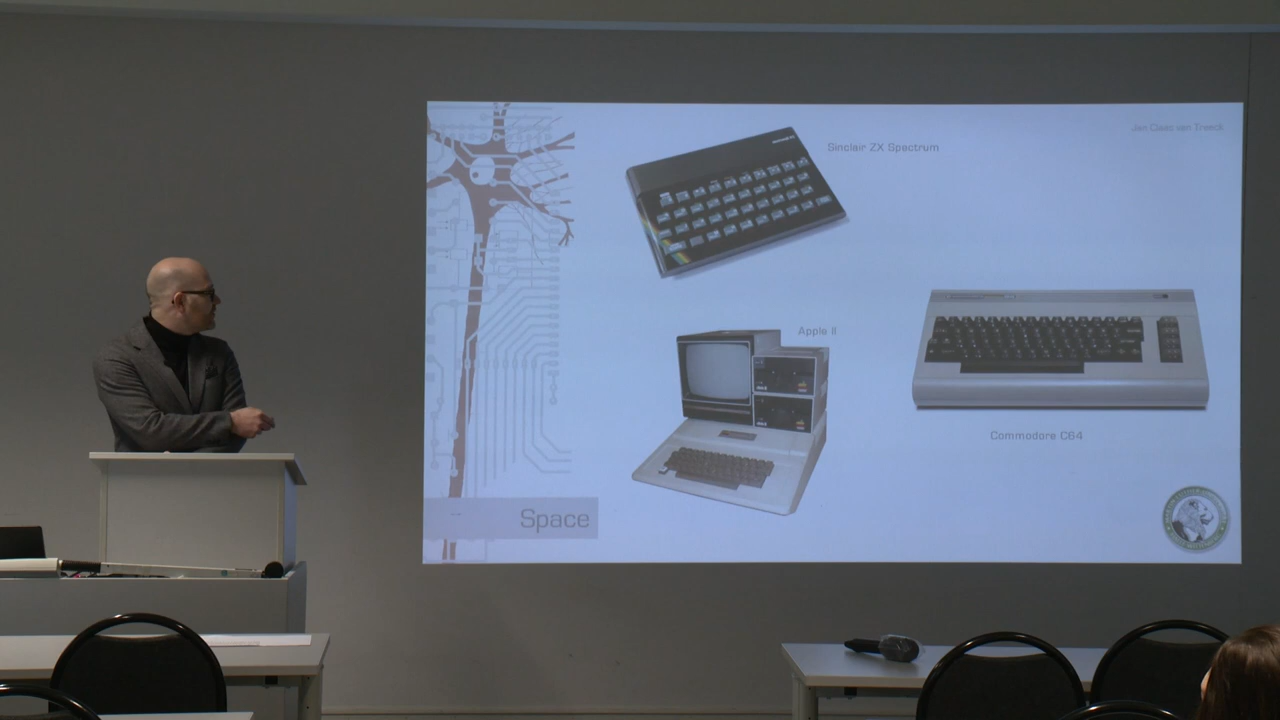 Jan Claas van Treeck
Sinclair ZX Spectrum
Apple II
Commodore C64
Space